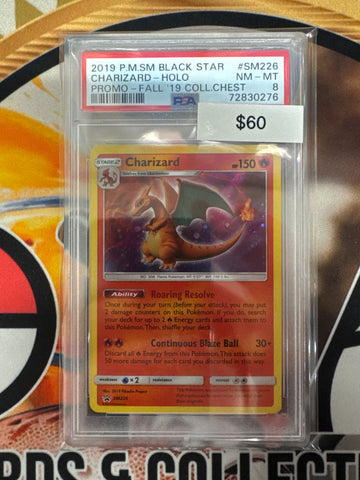 2019 P.M.SM BLACK STAR #SM226
CHARIZARD-HOLO NM-MT
PROMO-FALL '19 COLL.CHEST 8
PSA 72830276
$60
STAGE 2 Charizard HP150
Evolves from Charmeleon
Ability Roaring Resolve
Once during your turn (before your attack), you may put
2 damage counters on this Pokémon. If you do, search
your deck for up to 2 Energy cards and attach them to
this Pokémon. Then, shuffle your deck.
Continuous Blaze Ball 30+
Discard all Energy from this Pokémon. This attack does
50 more damage for each card you discarded in this way.
weakness ×2 resistance retreat
SM226
CARDS & COLLECT